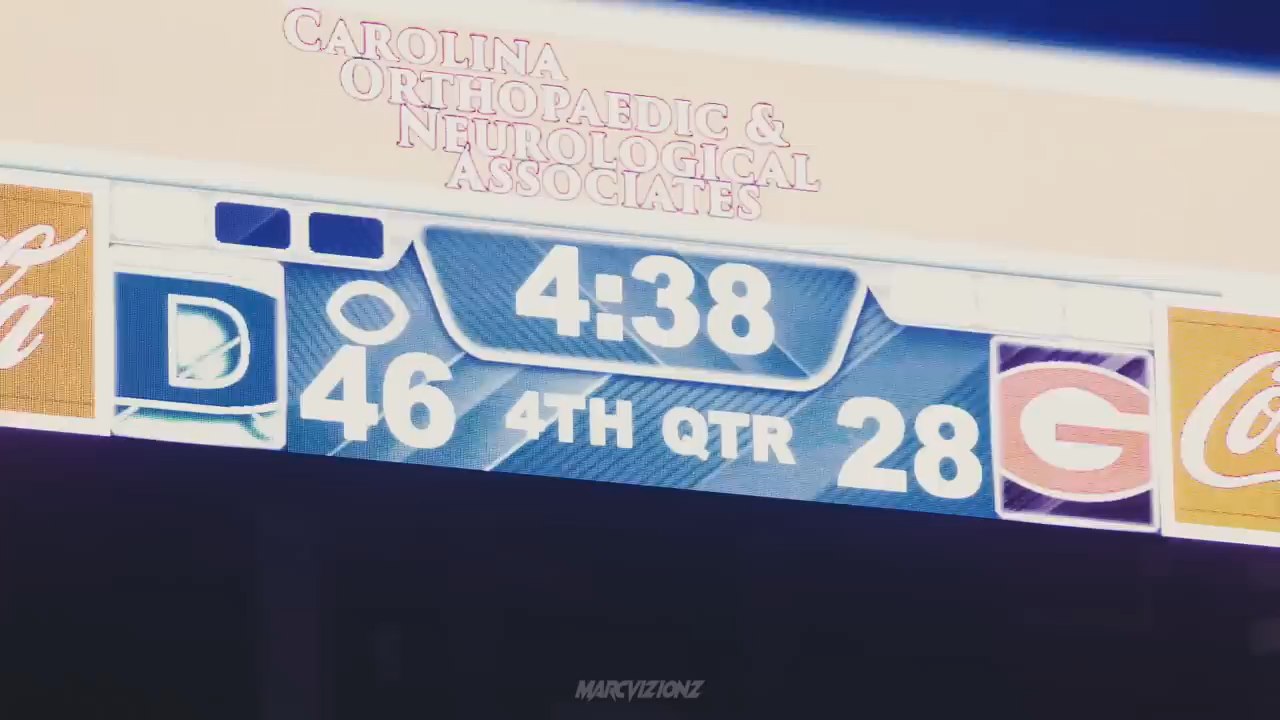 CAROLINA
ORTHOPAEDIC &
NEUROLOGICAL
ASSOCIATES
4:38
D
46
4TH QTR
28
G
MARCVIZIONZ